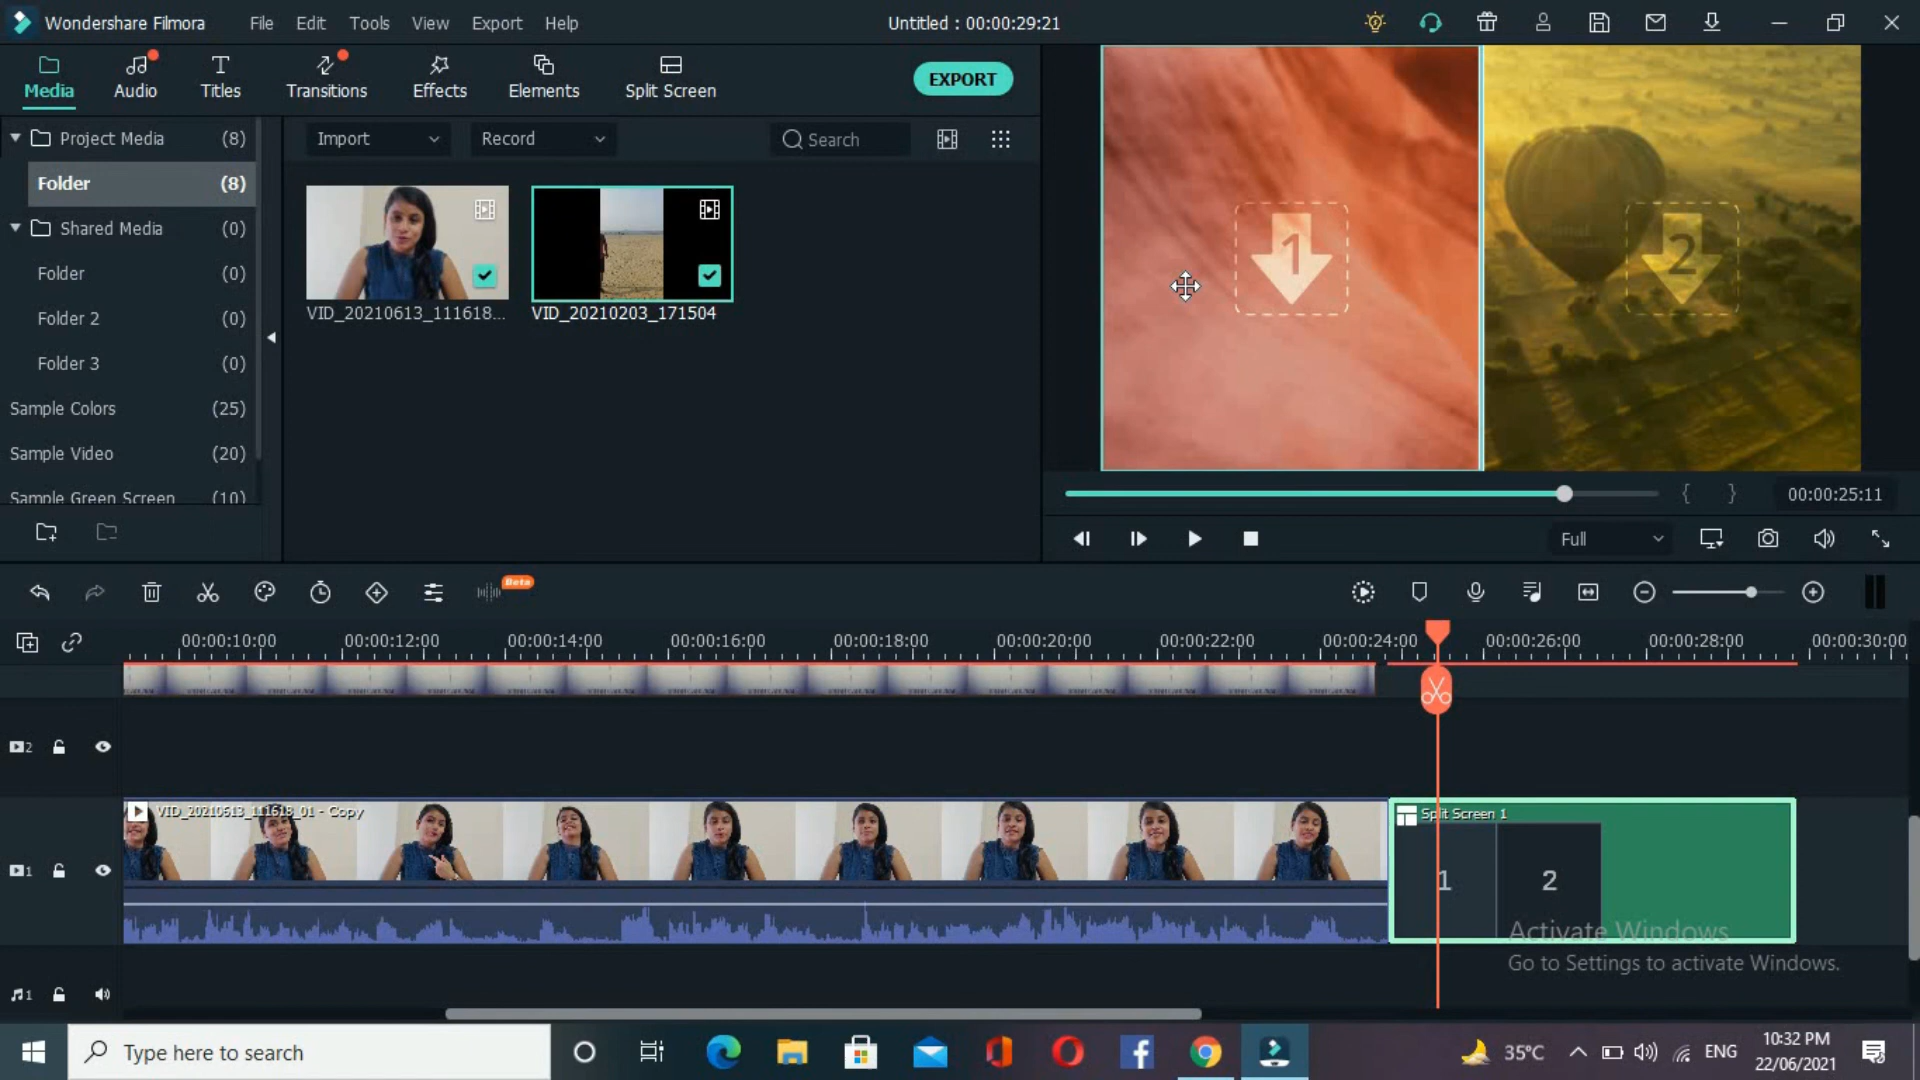 Wondershare Filmora
File Edit Tools View Export Help
Untitled : 00:00:29:21
Media Audio Titles Transitions Effects Elements Split Screen
EXPORT
Project Media (8)
Folder (8)
Shared Media (0)
Folder (0)
Folder 2 (0)
Folder 3 (0)
Sample Colors (25)
Sample Video (20)
Sample Green Screen (10)
Import Record Search
VID_20210613_111618... VID_20210203_171504
1 2
00:00:25:11
Full
Beta
00:00:10:00 00:00:12:00 00:00:14:00 00:00:16:00 00:00:18:00 00:00:20:00 00:00:22:00 00:00:24:00 00:00:26:00 00:00:28:00 00:00:30:00
2
VID_20210613_111618_01 - Copy
Split Screen 1
1
1 2
Activate Windows
Go to Settings to activate Windows.
1
Type here to search
35°C
ENG
10:32 PM
22/06/2021